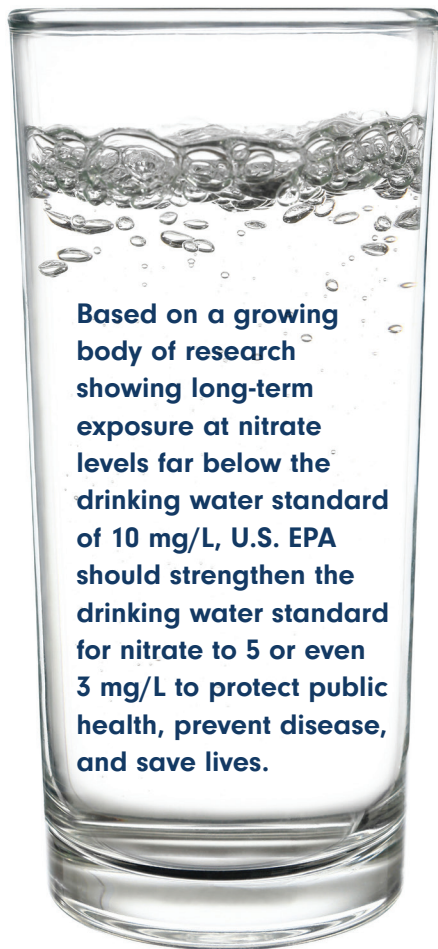 Based on a growing
body of research
showing long-term
exposure at nitrate
levels far below the
drinking water standard
of 10 mg/L, U.S. EPA
should strengthen the
drinking water standard
for nitrate to 5 or even
3 mg/L to protect public
health, prevent disease,
and save lives.